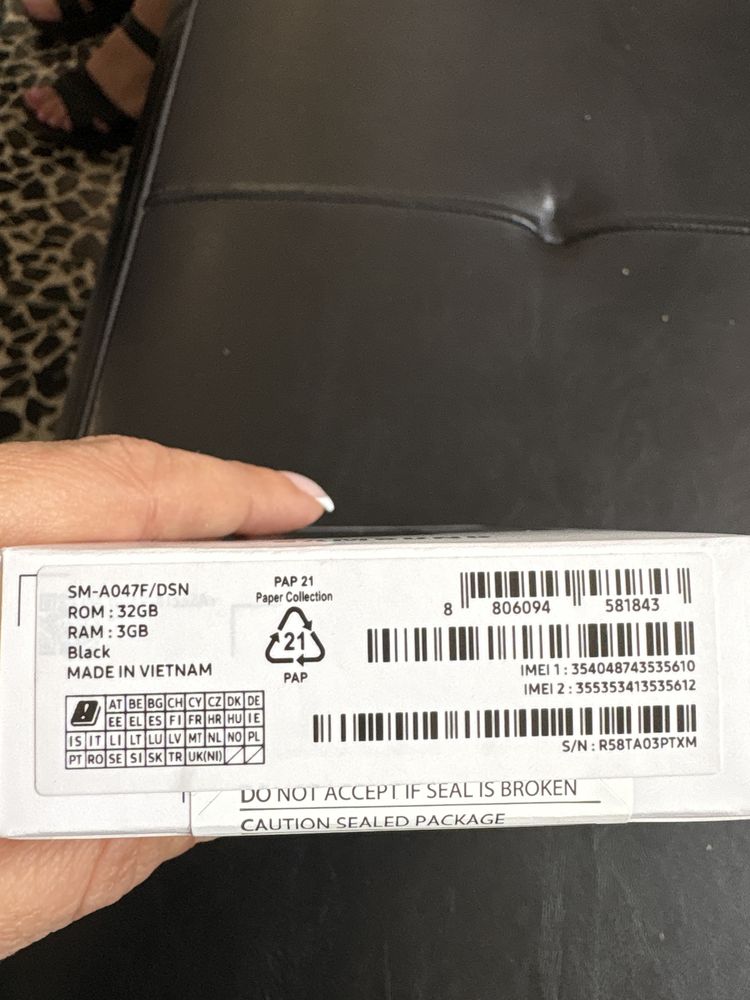 SM-A047F/DSN
ROM : 32GB
RAM : 3GB
Black
MADE IN VIETNAM
AT BE BG CH CY CZ DK DE
EE EL ES FI FR HR HU IE
IS IT LI LT LU LV MT NL NO PL
PT RO SE SI SK TR UK(NI)
PAP 21
Paper Collection
21
PAP
8 806094 581843
IMEI 1 : 354048743535610
IMEI 2 : 355353413535612
S/N : R58TA03PTXM
DO NOT ACCEPT IF SEAL IS BROKEN
CAUTION SEALED PACKAGE